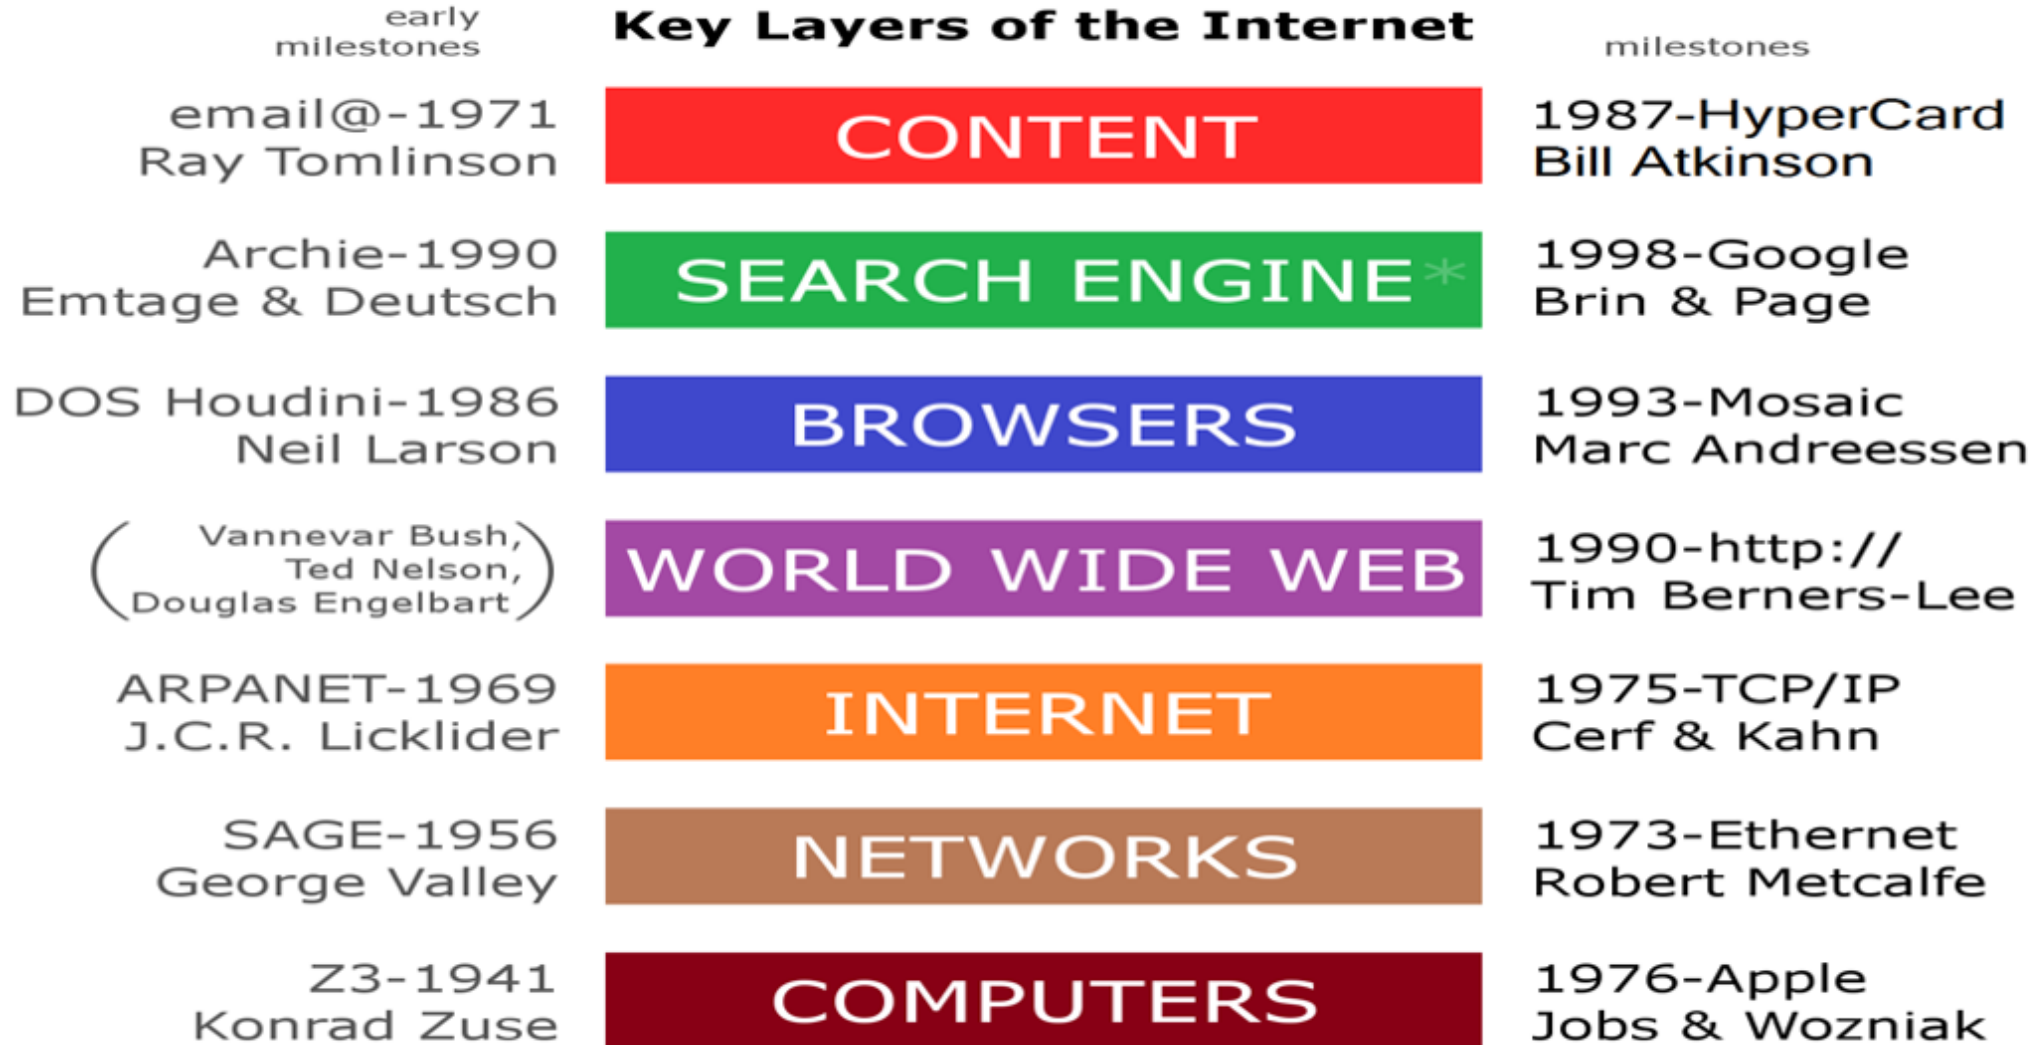 early
milestones
Key Layers of the Internet
milestones
email@-1971
Ray Tomlinson
CONTENT
1987-HyperCard
Bill Atkinson
Archie-1990
Emtage & Deutsch
SEARCH ENGINE*
1998-Google
Brin & Page
DOS Houdini-1986
Neil Larson
BROWSERS
1993-Mosaic
Marc Andreessen
(Vannevar Bush,
Ted Nelson,
Douglas Engelbart)
WORLD WIDE WEB
1990-http://
Tim Berners-Lee
ARPANET-1969
J.C.R. Licklider
INTERNET
1975-TCP/IP
Cerf & Kahn
SAGE-1956
George Valley
NETWORKS
1973-Ethernet
Robert Metcalfe
Z3-1941
Konrad Zuse
COMPUTERS
1976-Apple
Jobs & Wozniak